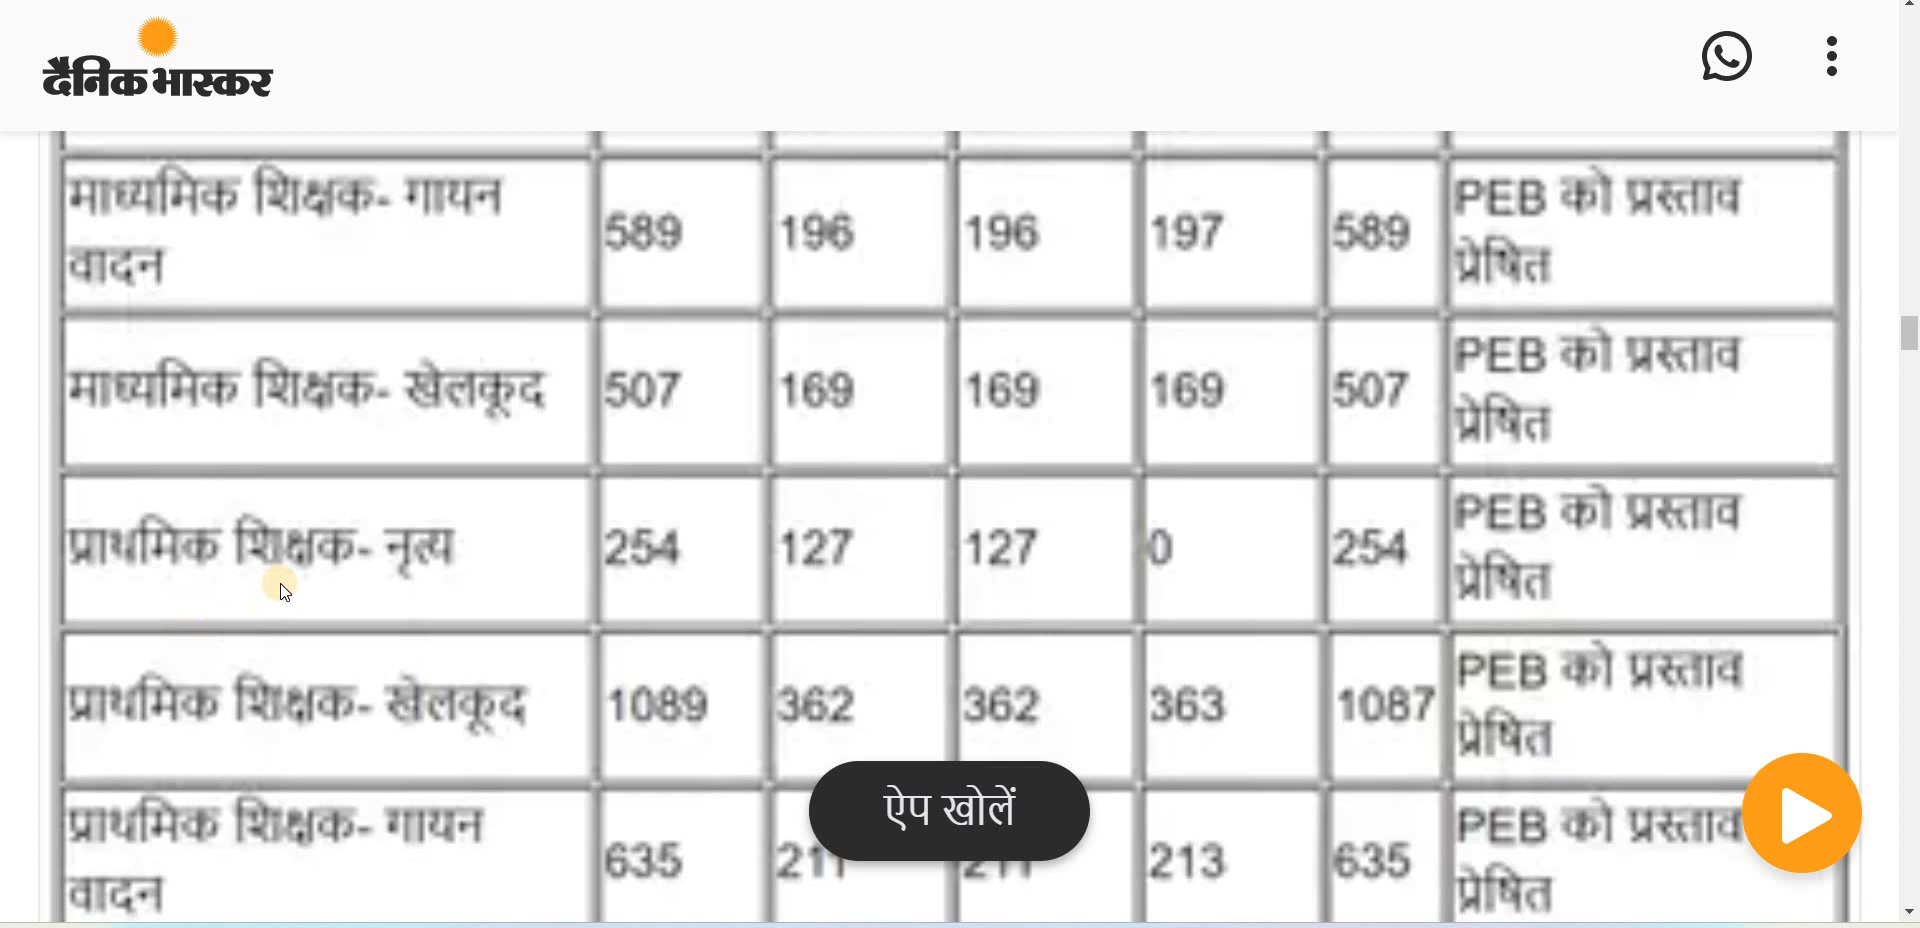 दैनिक भास्कर
माध्यमिक शिक्षक- गायन
वादन
589
196
196
197
589
PEB को प्रस्ताव
प्रेषित
माध्यमिक शिक्षक- खेलकूद
507
169
169
169
507
PEB को प्रस्ताव
प्रेषित
प्राथमिक शिक्षक- नृत्य
254
127
127
0
254
PEB को प्रस्ताव
प्रेषित
प्राथमिक शिक्षक- खेलकूद
1089
362
362
363
1087
PEB को प्रस्ताव
प्रेषित
प्राथमिक शिक्षक- गायन
वादन
635
211
211
213
635
PEB को प्रस्ताव
प्रेषित
ऐप खोलें